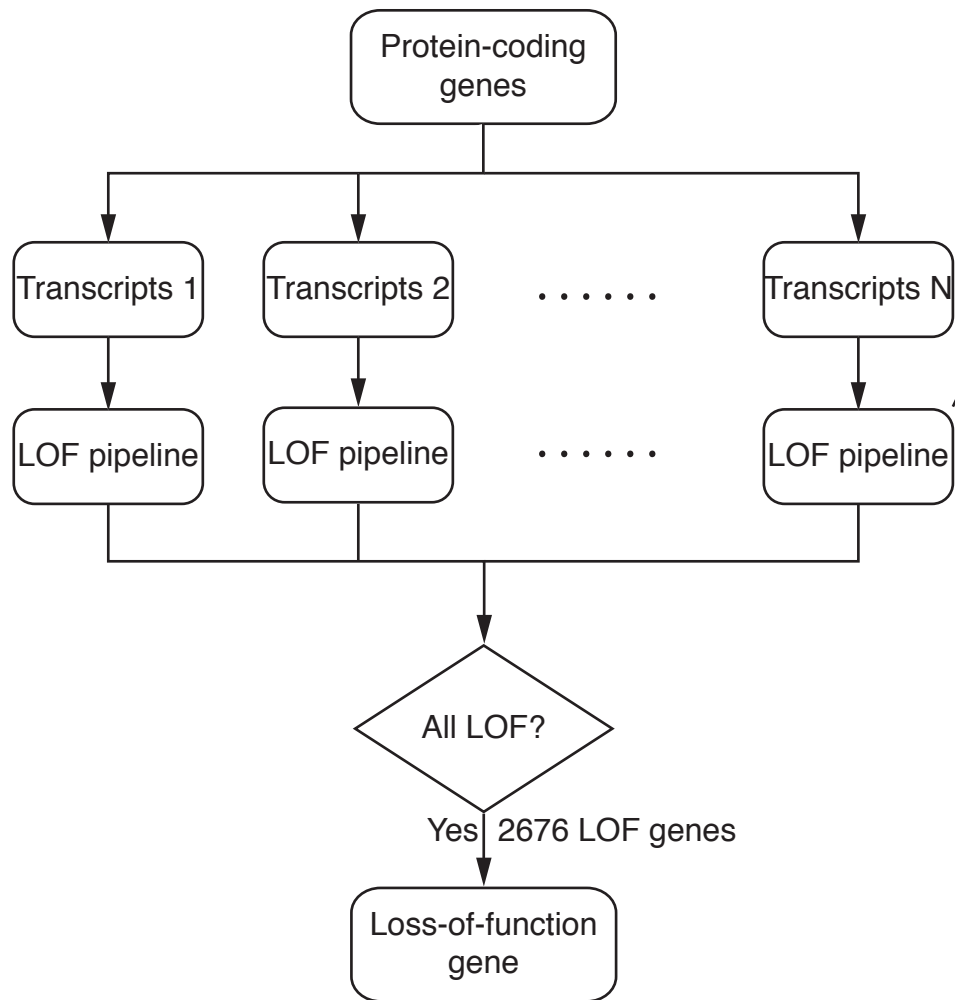 Protein-coding
genes
Transcripts 1
Transcripts 2
......
Transcripts N
LOF pipeline
LOF pipeline
......
LOF pipeline
All LOF?
Yes 2676 LOF genes
Loss-of-function
gene